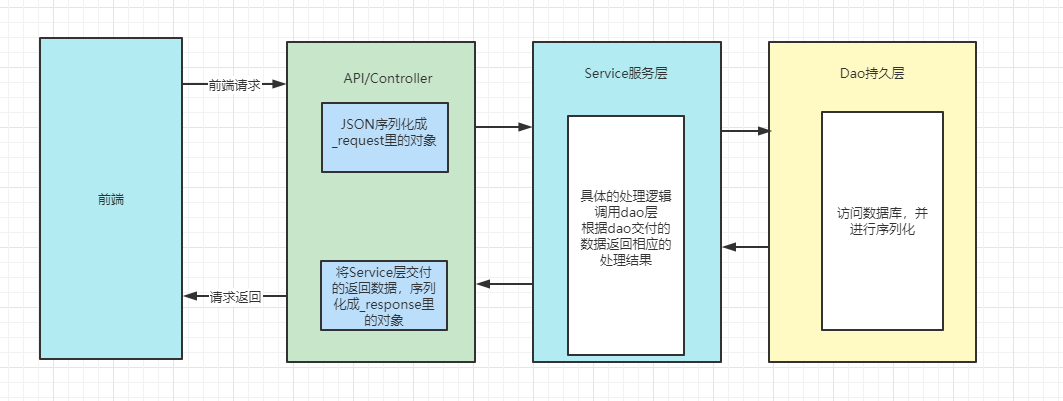 前端
前端请求
请求返回
API/Controller
JSON序列化成
_request里的对象
将Service层交付
的返回数据，序列
化成_response里
的对象
Service服务层
具体的处理逻辑
调用dao层
根据dao交付的
数据返回相应的
处理结果
Dao持久层
访问数据库，并
进行序列化